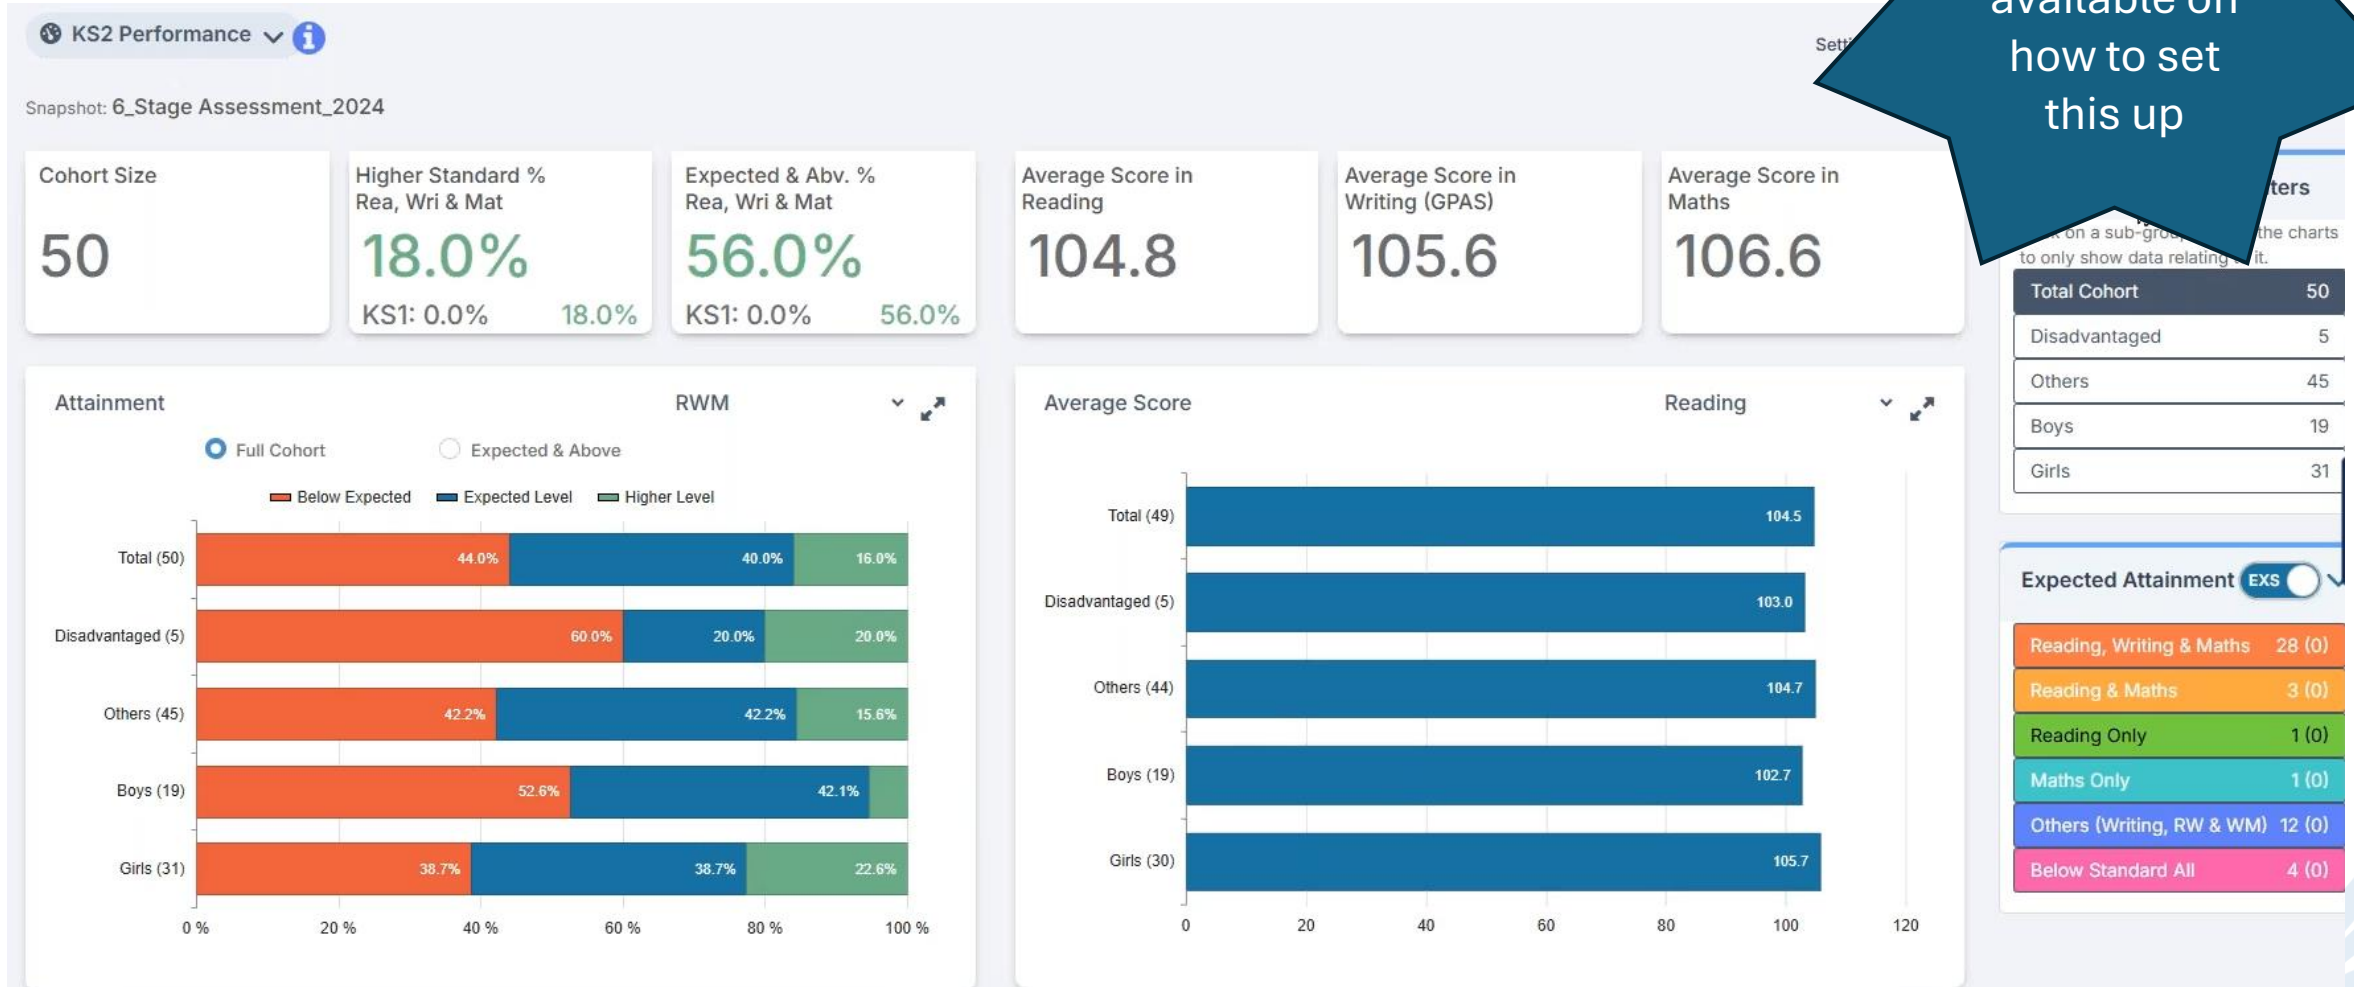 KS2 Performance
available on
how to set
this up
Snapshot: 6_Stage Assessment_2024
Cohort Size
50
Higher Standard %
Rea, Wri & Mat
18.0%
KS1: 0.0% 18.0%
Expected & Abv. %
Rea, Wri & Mat
56.0%
KS1: 0.0% 56.0%
Average Score in
Reading
104.8
Average Score in
Writing (GPAS)
105.6
Average Score in
Maths
106.6
on a sub-group the charts
to only show data relating it.
Total Cohort 50
Disadvantaged 5
Others 45
Boys 19
Girls 31
Attainment RWM
Full Cohort Expected & Above
Below Expected Expected Level Higher Level
Total (50) 44.0% 40.0% 16.0%
Disadvantaged (5) 60.0% 20.0% 20.0%
Others (45) 42.2% 42.2% 15.6%
Boys (19) 52.6% 42.1%
Girls (31) 38.7% 38.7% 22.6%
0 % 20 % 40 % 60 % 80 % 100 %
Average Score Reading
Total (49) 104.5
Disadvantaged (5) 103.0
Others (44) 104.7
Boys (19) 102.7
Girls (30) 105.7
0 20 40 60 80 100 120
Expected Attainment EXS
Reading, Writing & Maths 28 (0)
Reading & Maths 3 (0)
Reading Only 1 (0)
Maths Only 1 (0)
Others (Writing, RW & WM) 12 (0)
Below Standard All 4 (0)